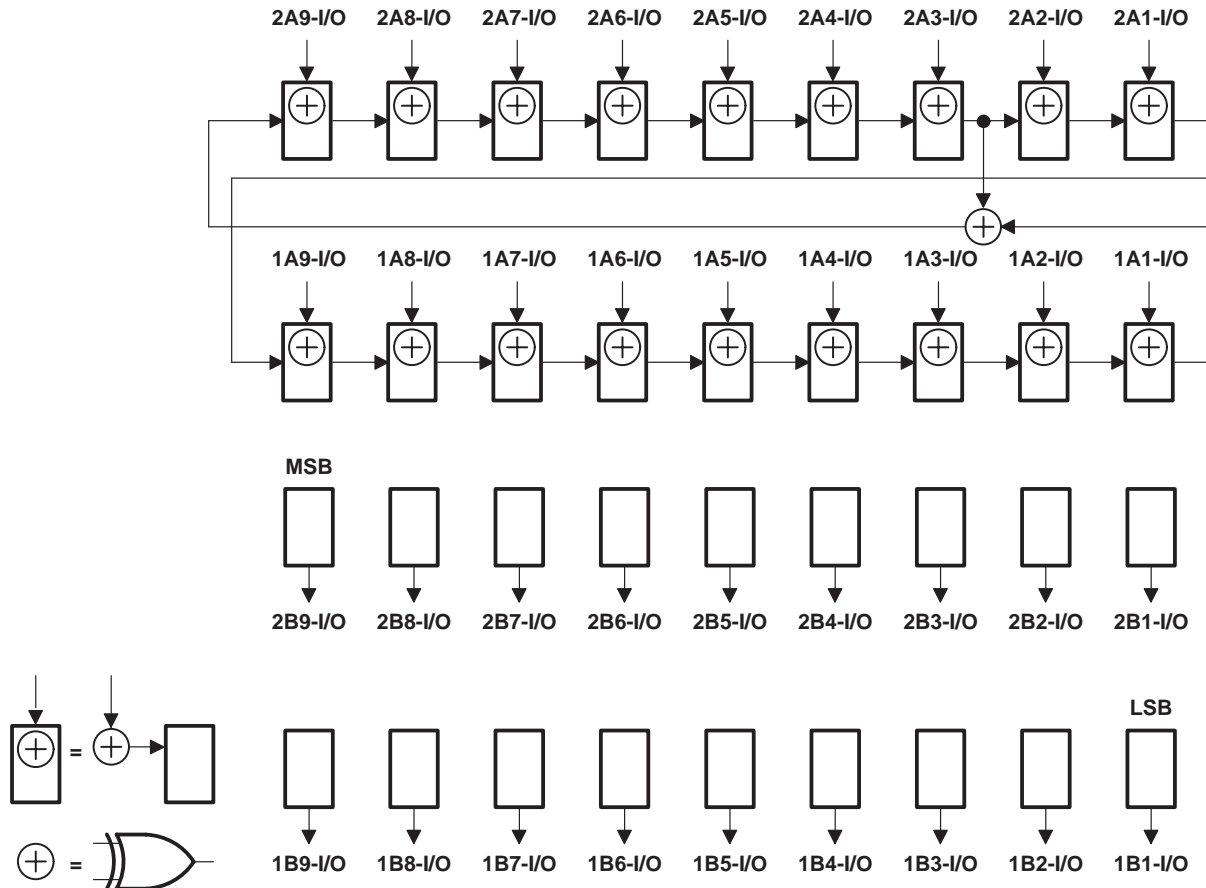 2A9-I/O 2A8-I/O 2A7-I/O 2A6-I/O 2A5-I/O 2A4-I/O 2A3-I/O 2A2-I/O 2A1-I/O
1A9-I/O 1A8-I/O 1A7-I/O 1A6-I/O 1A5-I/O 1A4-I/O 1A3-I/O 1A2-I/O 1A1-I/O
MSB
2B9-I/O 2B8-I/O 2B7-I/O 2B6-I/O 2B5-I/O 2B4-I/O 2B3-I/O 2B2-I/O 2B1-I/O
LSB
= 
1B9-I/O 1B8-I/O 1B7-I/O 1B6-I/O 1B5-I/O 1B4-I/O 1B3-I/O 1B2-I/O 1B1-I/O
=